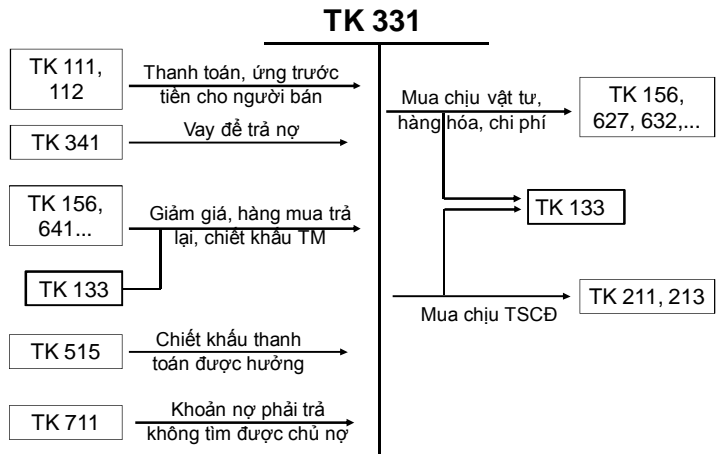 TK 331
TK 111,
112
Thanh toán, ứng trước
tiền cho người bán
TK 341
Vay để trả nợ
TK 156,
641...
Giảm giá, hàng mua trả
lại, chiết khấu TM
TK 133
TK 515
Chiết khấu thanh
toán được hưởng
TK 711
Khoản nợ phải trả
không tìm được chủ nợ
Mua chịu vật tư,
hàng hóa, chi phí
TK 156,
627, 632,...
TK 133
Mua chịu TSCĐ
TK 211, 213